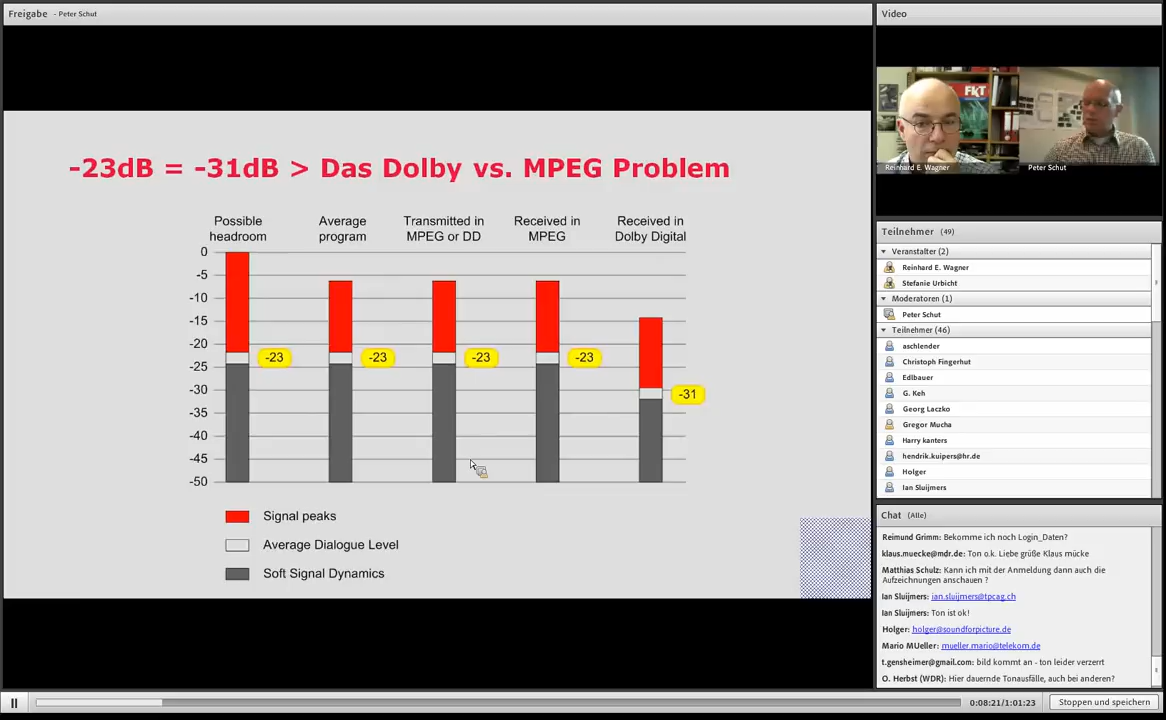 Freigabe - Peter Schut
-23dB = -31dB > Das Dolby vs. MPEG Problem
Possible headroom
Average program
Transmitted in MPEG or DD
Received in MPEG
Received in Dolby Digital
0
-5
-10
-15
-20
-25
-30
-35
-40
-45
-50
-23
-23
-23
-23
-31
Signal peaks
Average Dialogue Level
Soft Signal Dynamics
Video
FKT
Reinhard E. Wagner
Peter Schut
Teilnehmer (49)
Veranstalter (2)
Reinhard E. Wagner
Stefanie Urbicht
Moderatoren (1)
Peter Schut
Teilnehmer (46)
aschlender
Christoph Fingerhut
Edlbauer
G. Keh
Georg Laczko
Gregor Mucha
Harry kanters
hendrik.kuipers@hr.de
Holger
Ian Sluijmers
Chat (Alle)
Reimund Grimm: Bekomme ich noch Login_Daten?
klaus.muecke@mdr.de: Ton o.k. Liebe grüße Klaus mücke
Matthias Schulz: Kann ich mit der Anmeldung dann auch die
Aufzeichnungen anschauen ?
Ian Sluijmers: ian.sluijmers@tpcag.ch
Ian Sluijmers: Ton ist ok!
Holger: holger@soundforpicture.de
Mario MUeller: mueller.mario@telekom.de
t.gensheimer@gmail.com: bild kommt an - ton leider verzerrt
O. Herbst (WDR): Hier dauernde Tonausfälle, auch bei anderen?
0:08:21/1:01:23
Stoppen und speichern